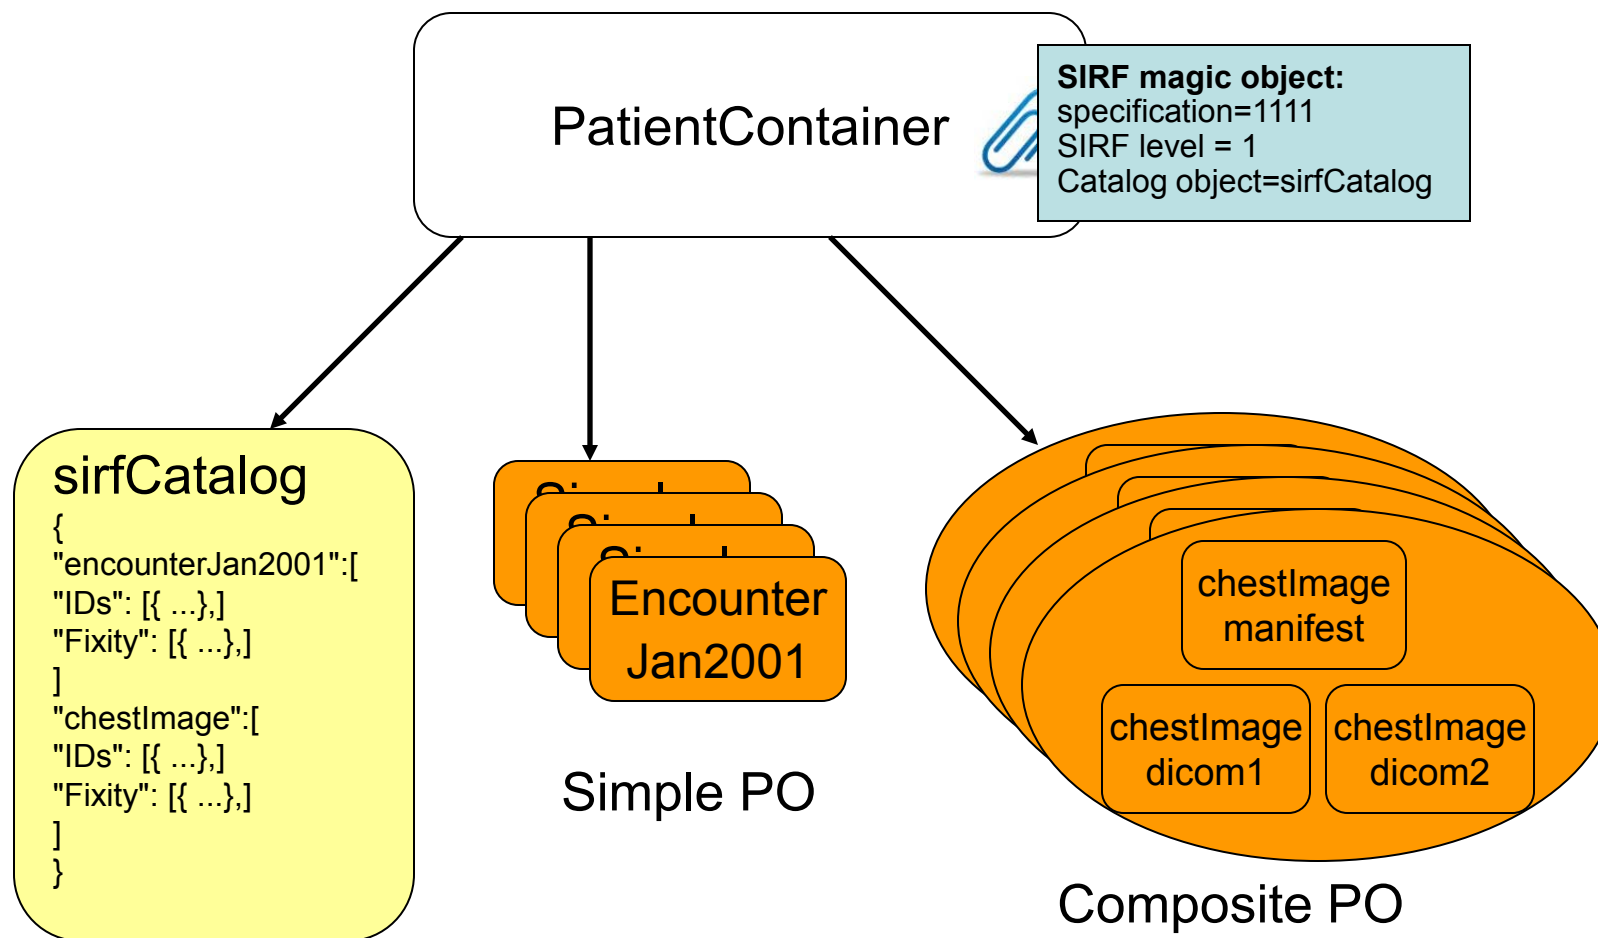 PatientContainer
SIRF magic object:
specification=1111
SIRF level = 1
Catalog object=sirfCatalog
sirfCatalog
{
"encounterJan2001":[
"IDs": [{ ...},]
"Fixity": [{ ...},]
]
"chestImage":[
"IDs": [{ ...},]
"Fixity": [{ ...},]
]
}
Encounter
Jan2001
Simple PO
chestImage
manifest
chestImage
dicom1
chestImage
dicom2
Composite PO